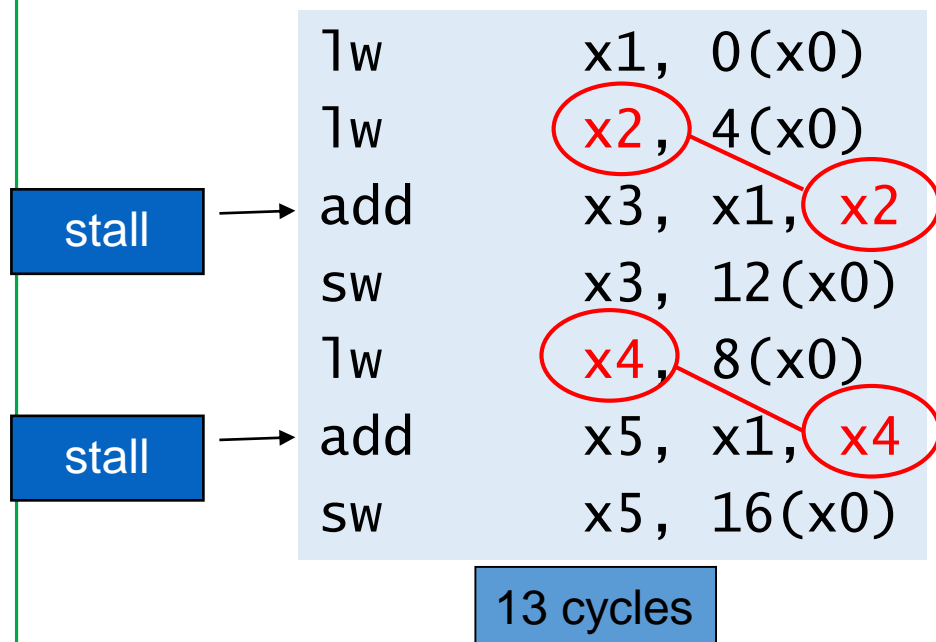 lw x1, 0(x0)
lw x2, 4(x0)
stall add x3, x1, x2
sw x3, 12(x0)
lw x4, 8(x0)
stall add x5, x1, x4
sw x5, 16(x0)
13 cycles